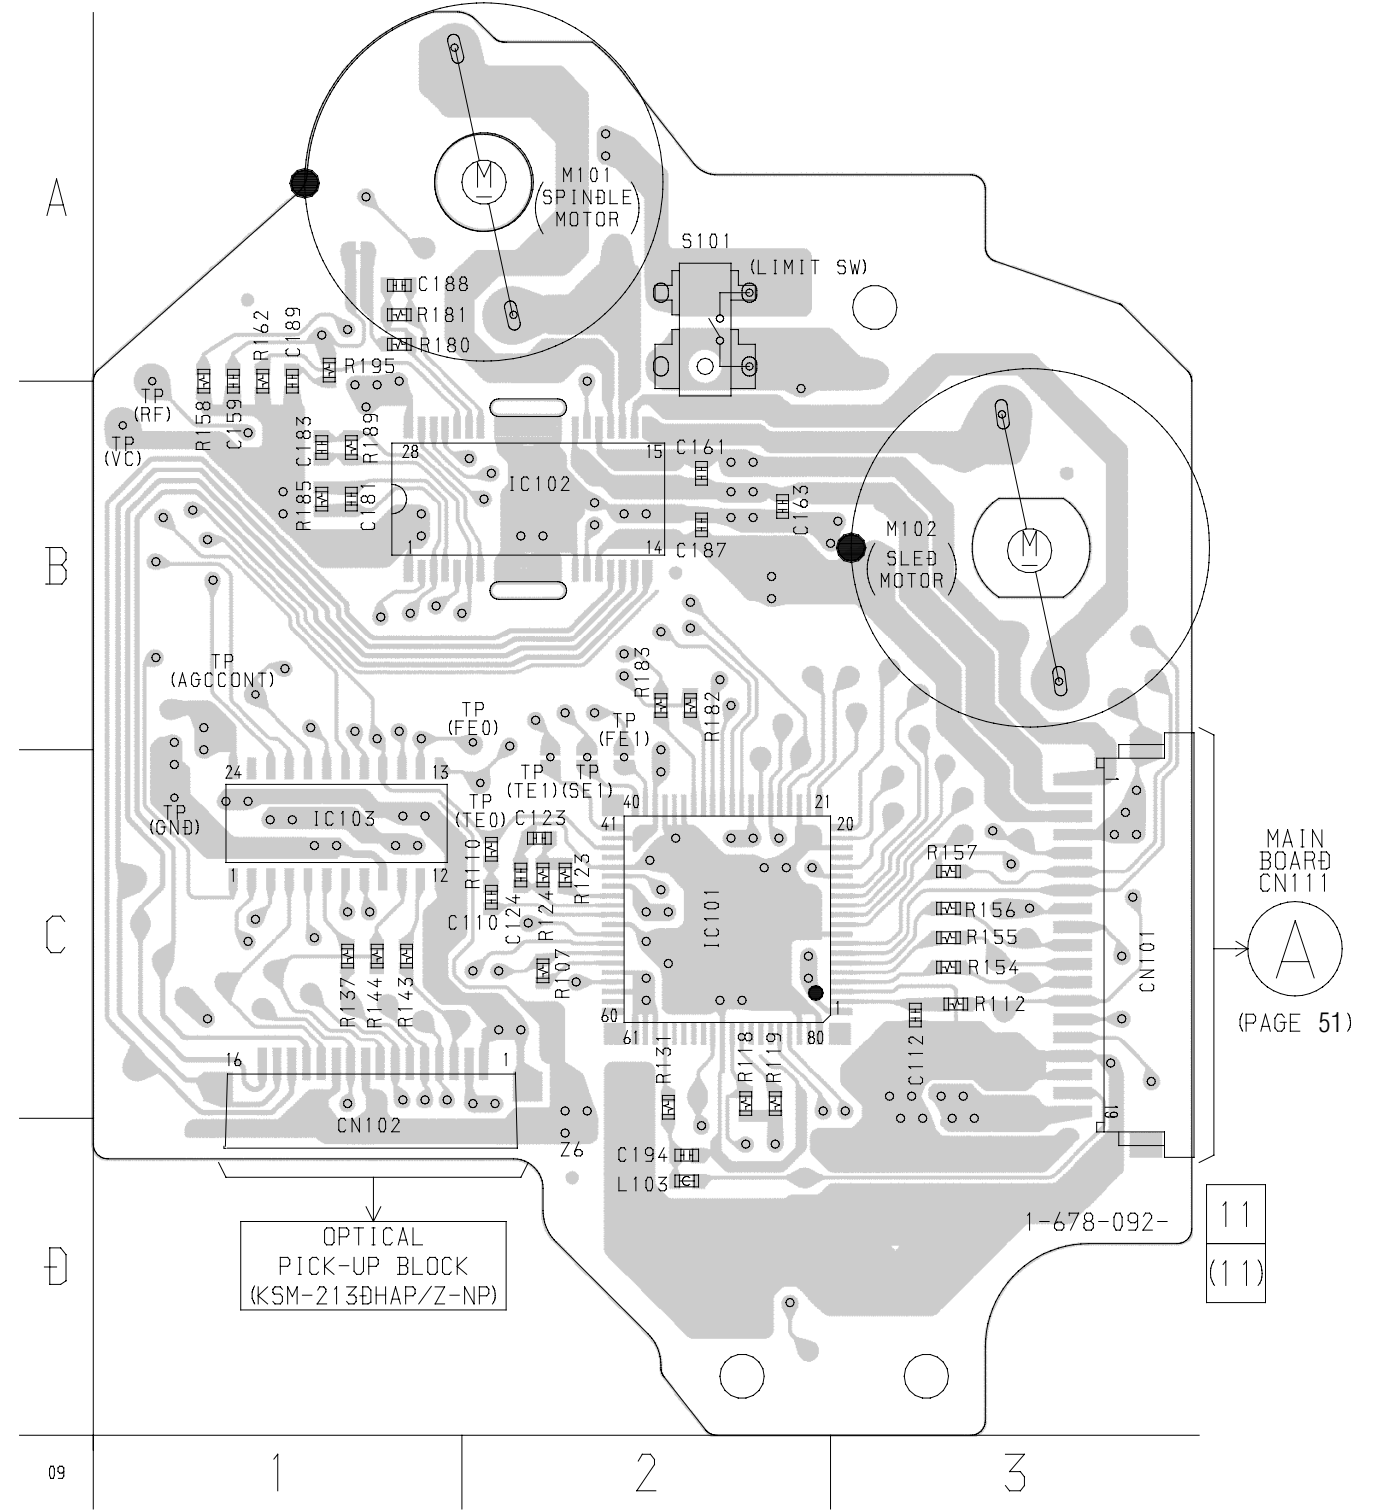 A
M
M101
(SPINDLE
MOTOR)
S101
(LIMIT SW)
C188
R181
R180
R162
C189
R195
TP
(RF)
TP
(VC)
R158
C159
C183
R189
R185
C181
28
15
IC102
1
14
C161
C163
C187
M102
(SLED
MOTOR)
M
B
TP
(AGCCONT)
R183
R182
TP
(FE0)
TP
(FE1)
TP
(TE1)
TP
(SE1)
TP
(TE0)
TP
(GND)
24
13
IC103
1
12
C123
R110
C110
C124
R124
R123
R107
40
21
41
20
IC101
60
1
61
80
R157
R156
R155
R154
R112
C112
1
CN101
19
MAIN
BOARD
CN111
A
(PAGE 51)
C
R137
R144
R143
16
1
CN102
R131
R118
R119
Z6
C194
L103
1-678-092-
11
(11)
OPTICAL
PICK-UP BLOCK
(KSM-213DHAP/Z-NP)
D
09
1
2
3